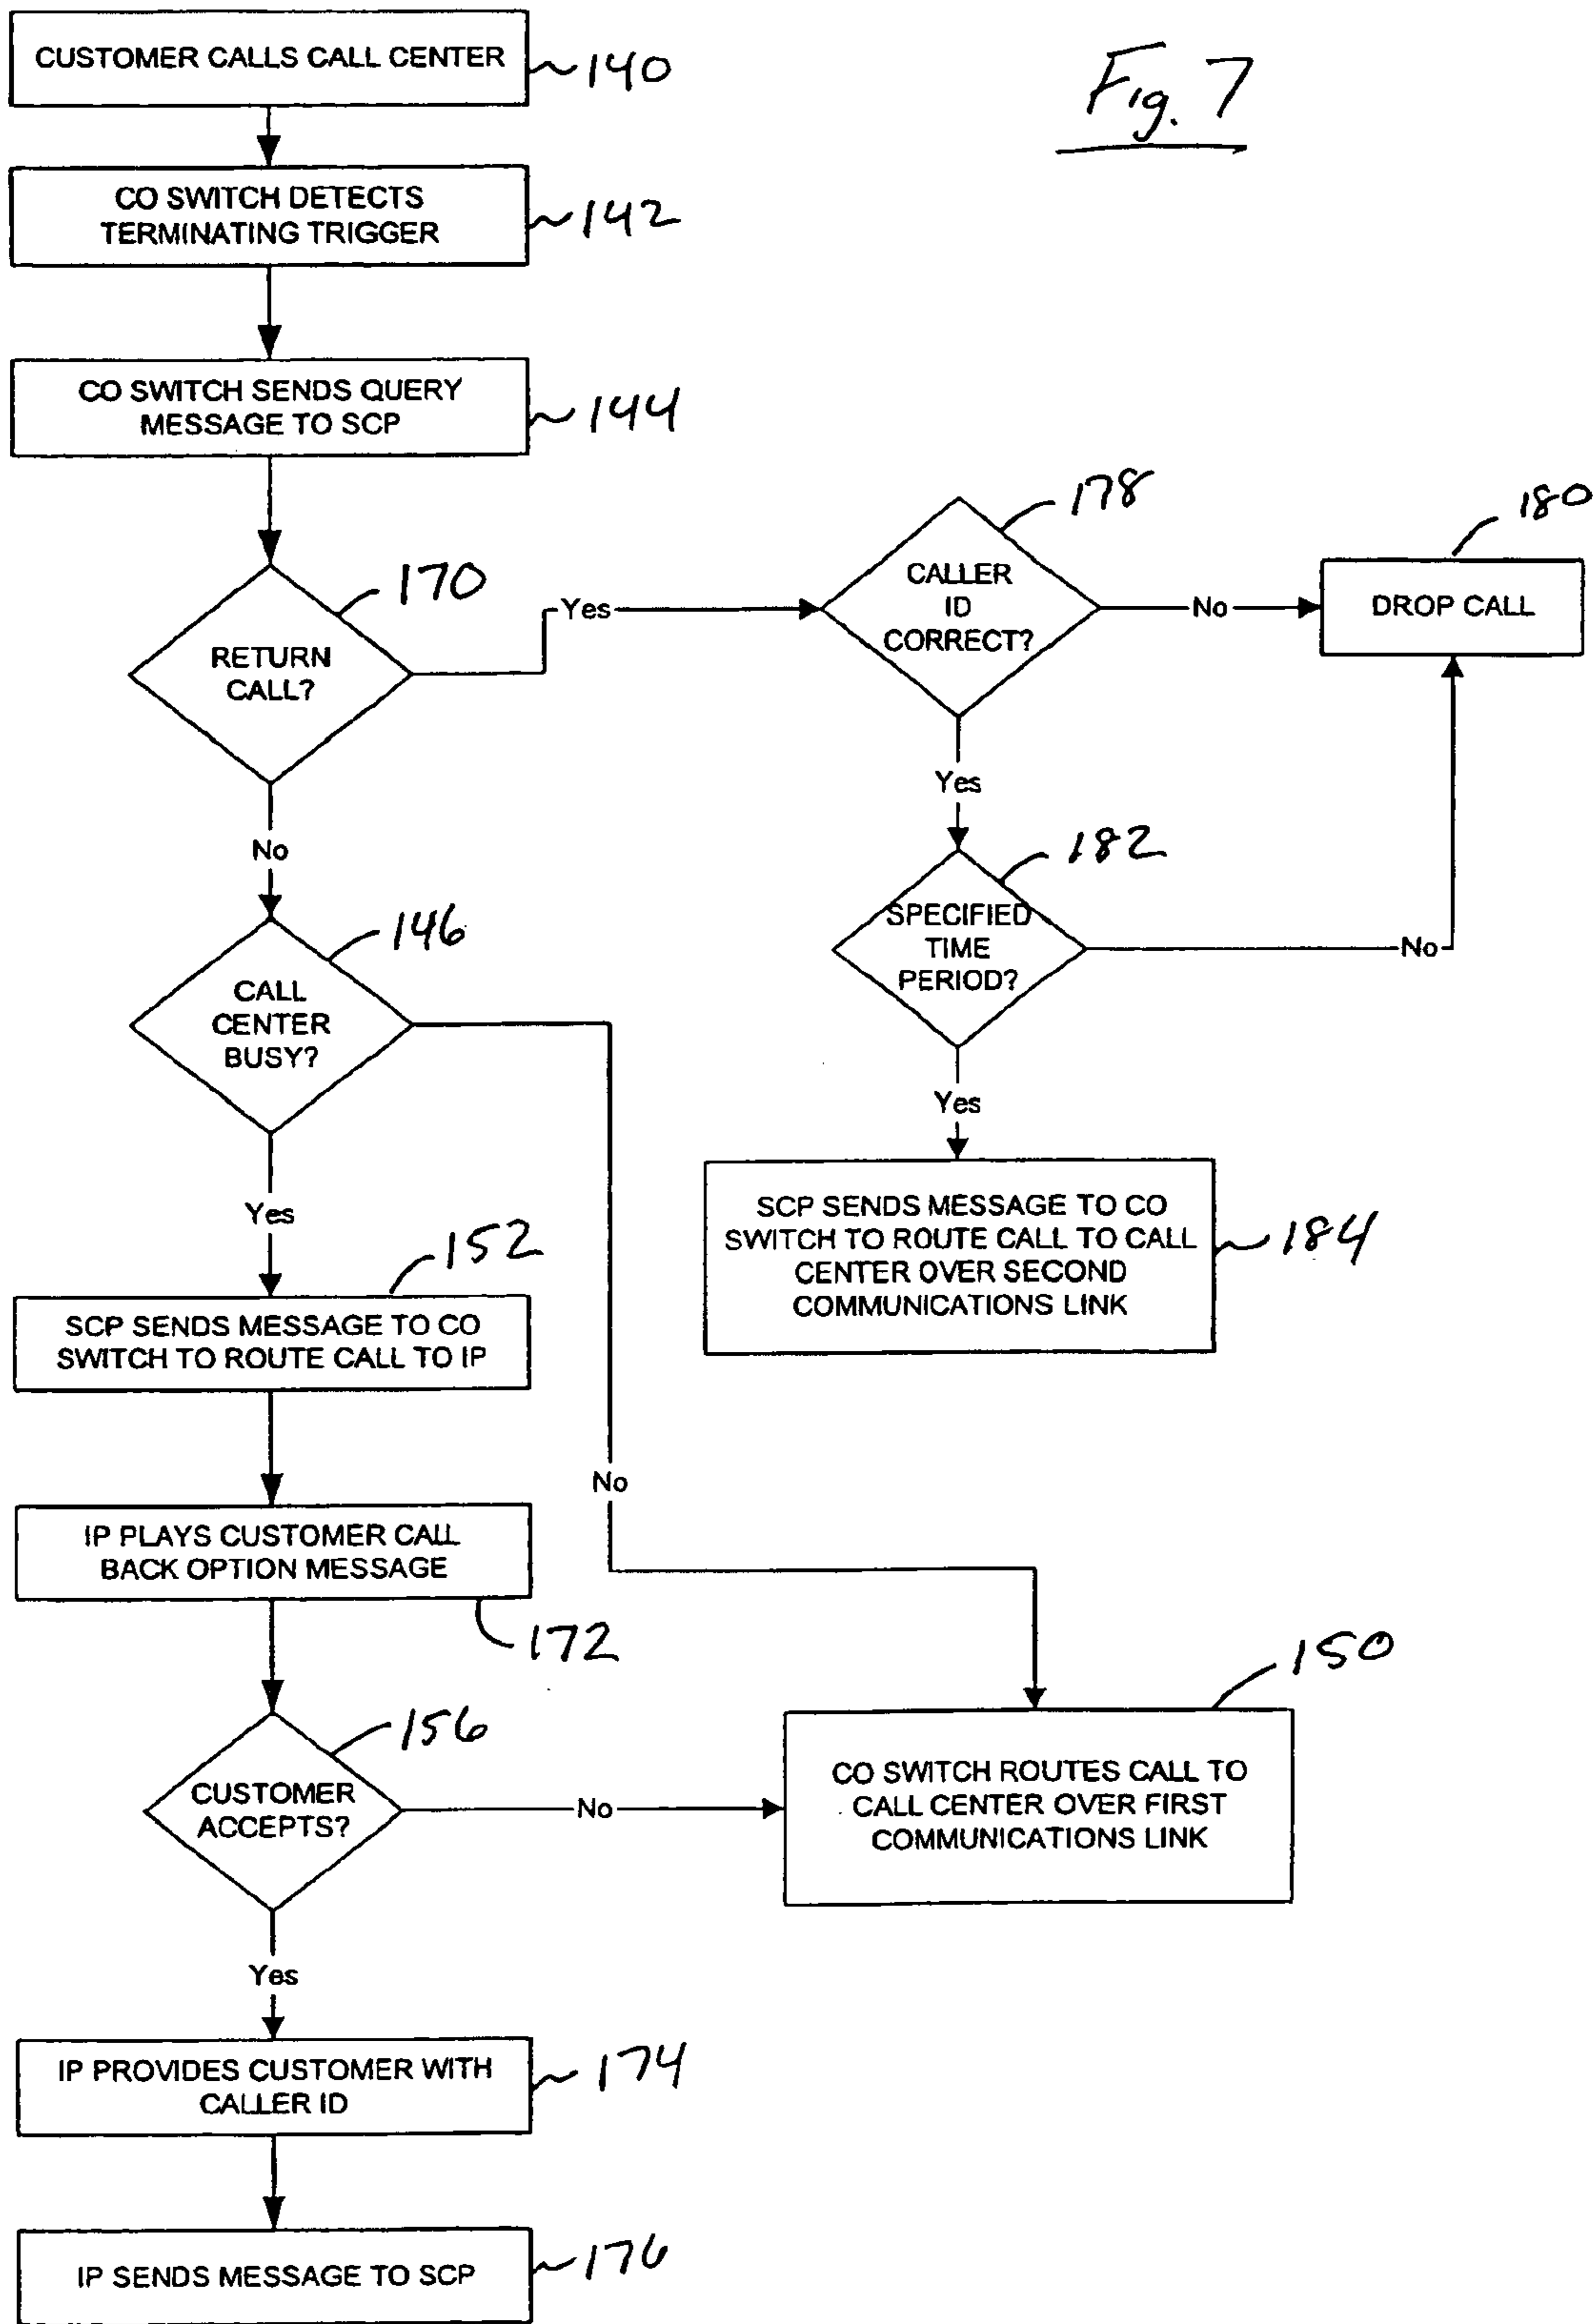 Fig. 7
CUSTOMER CALLS CALL CENTER
140
CO SWITCH DETECTS
TERMINATING TRIGGER
142
CO SWITCH SENDS QUERY
MESSAGE TO SCP
144
RETURN
CALL?
170
Yes
CALLER
ID
CORRECT?
178
No
DROP CALL
180
Yes
SPECIFIED
TIME
PERIOD?
182
No
Yes
SCP SENDS MESSAGE TO CO
SWITCH TO ROUTE CALL TO CALL
CENTER OVER SECOND
COMMUNICATIONS LINK
184
No
CALL
CENTER
BUSY?
146
No
Yes
SCP SENDS MESSAGE TO CO
SWITCH TO ROUTE CALL TO IP
152
IP PLAYS CUSTOMER CALL
BACK OPTION MESSAGE
172
CUSTOMER
ACCEPTS?
156
No
CO SWITCH ROUTES CALL TO
CALL CENTER OVER FIRST
COMMUNICATIONS LINK
150
Yes
IP PROVIDES CUSTOMER WITH
CALLER ID
174
IP SENDS MESSAGE TO SCP
176